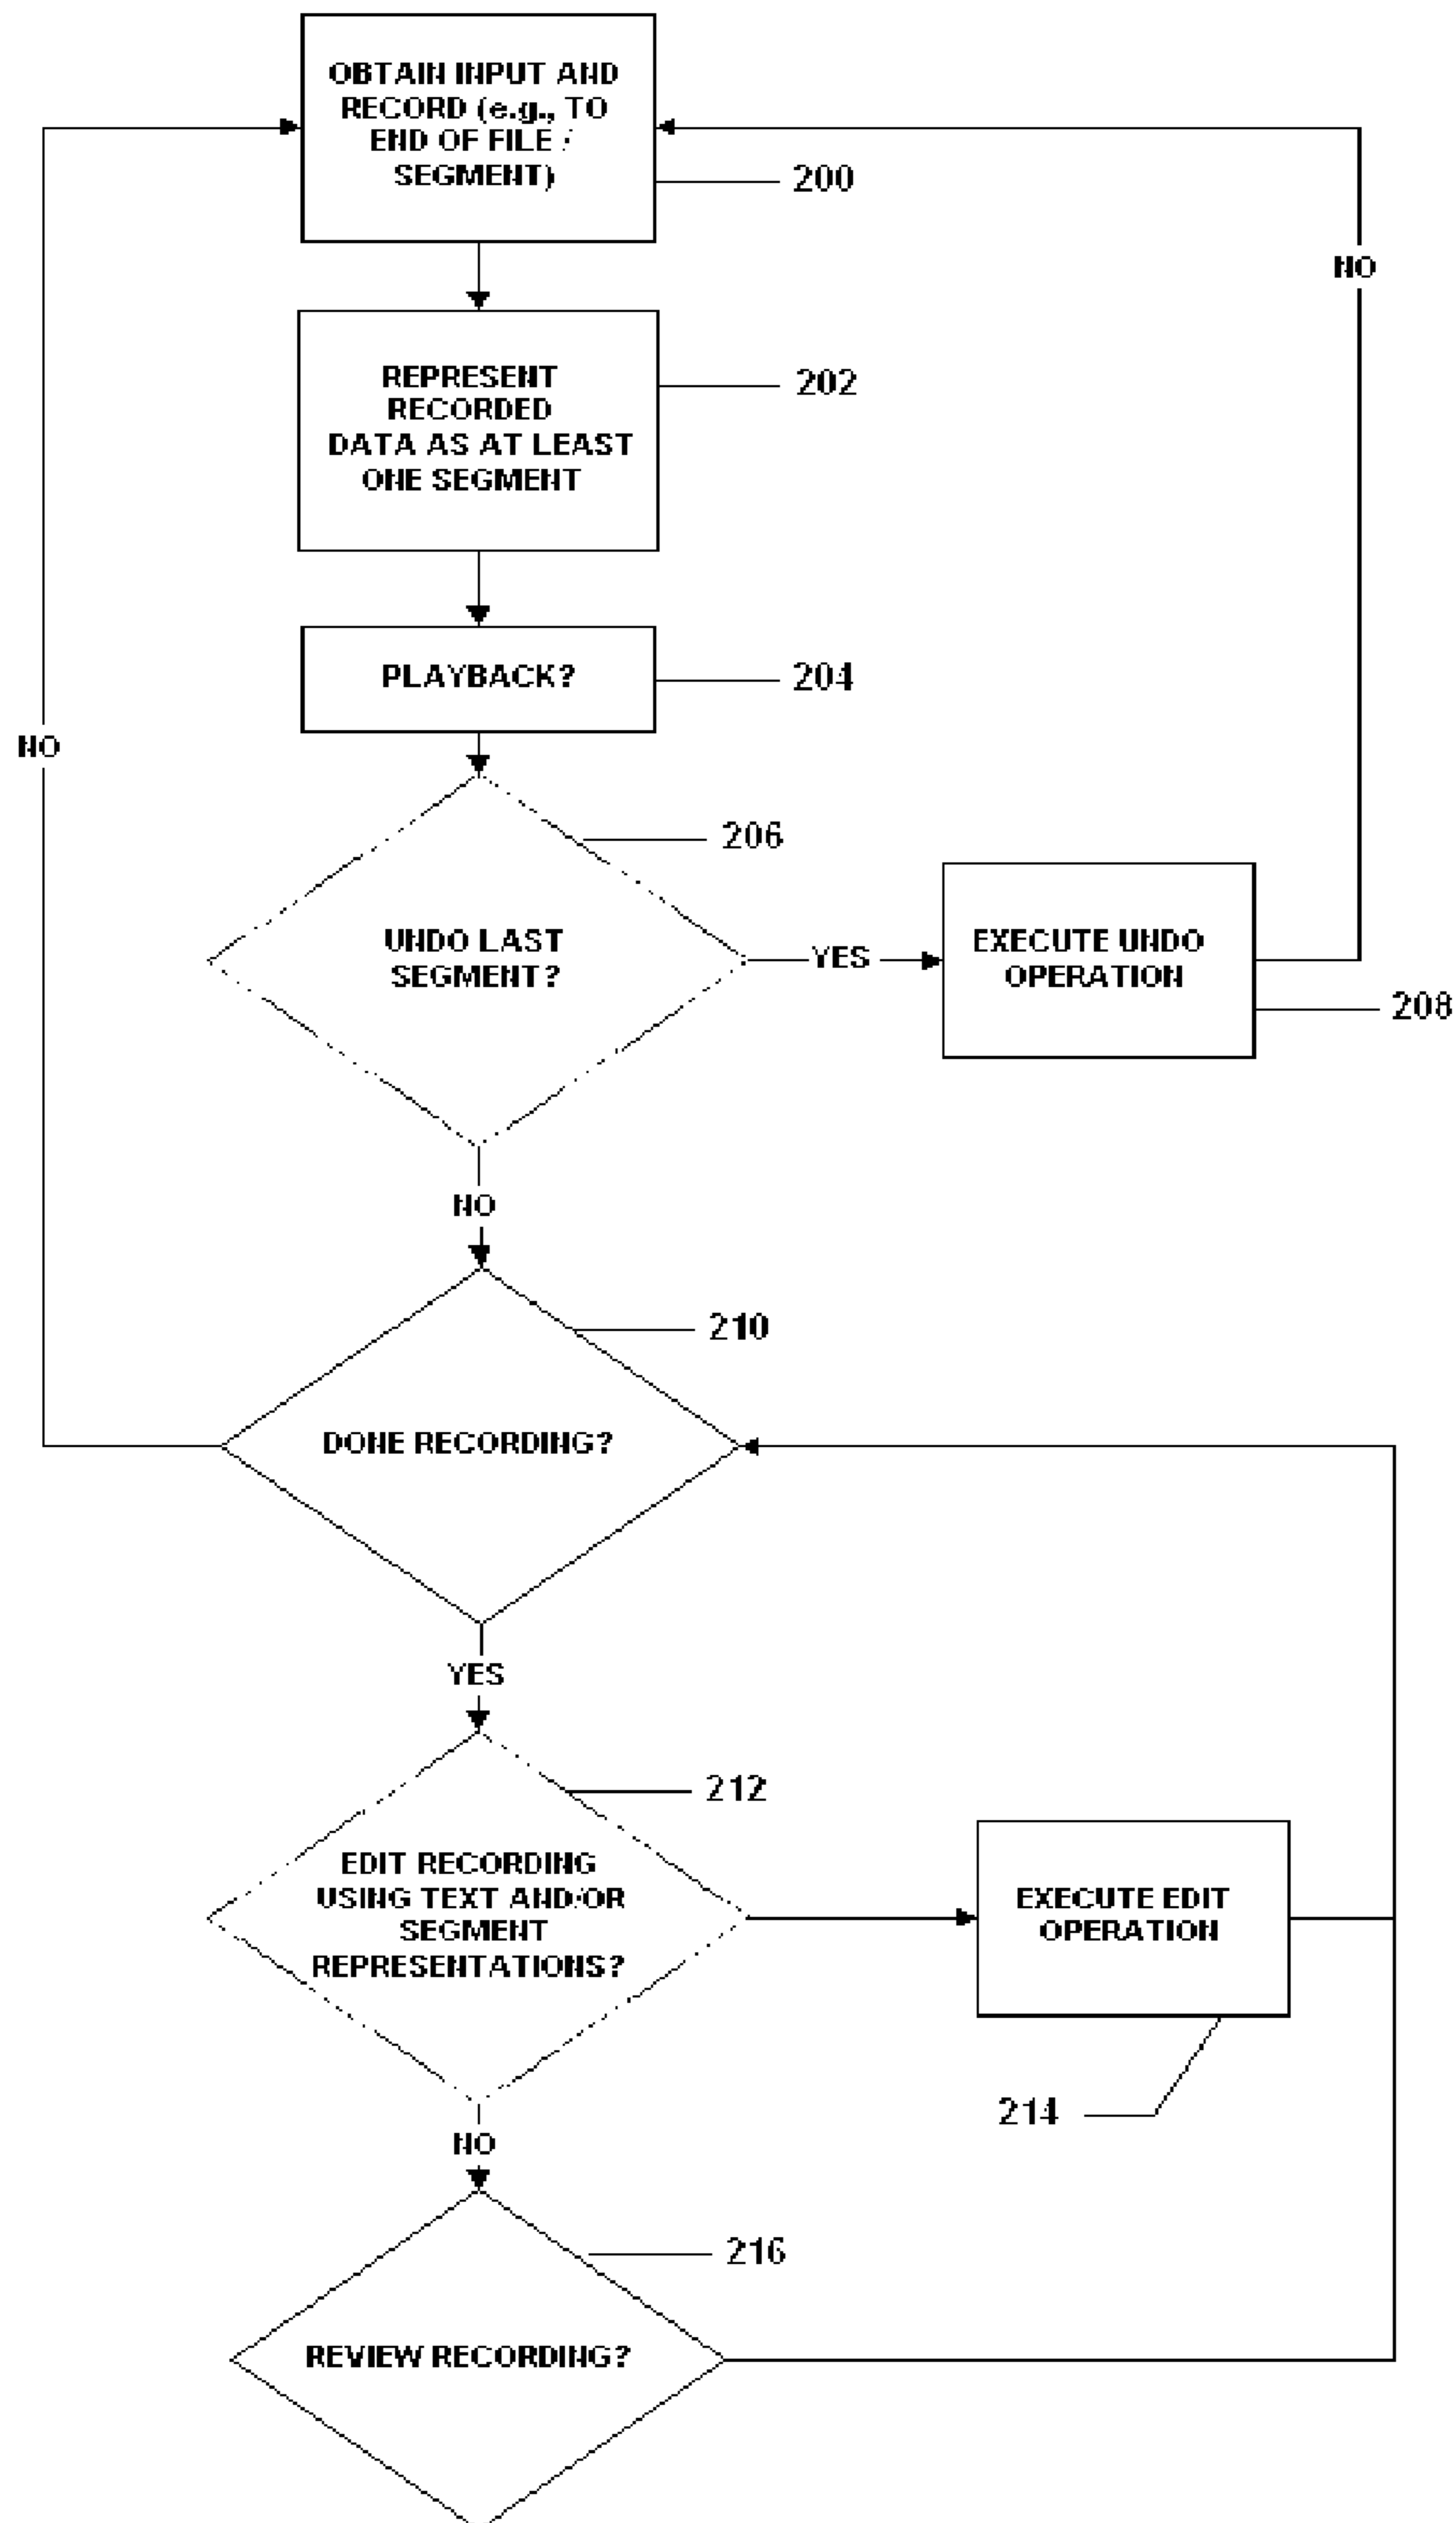 OBTAIN INPUT AND
RECORD (e.g., TO
END OF FILE /
SEGMENT)
200
NO
REPRESENT
RECORDED
DATA AS AT LEAST
ONE SEGMENT
202
PLAYBACK?
204
NO
206
UNDO LAST
SEGMENT?
YES
EXECUTE UNDO
OPERATION
208
NO
210
DONE RECORDING?
YES
212
EDIT RECORDING
USING TEXT AND/OR
SEGMENT
REPRESENTATIONS?
EXECUTE EDIT
OPERATION
214
NO
216
REVIEW RECORDING?